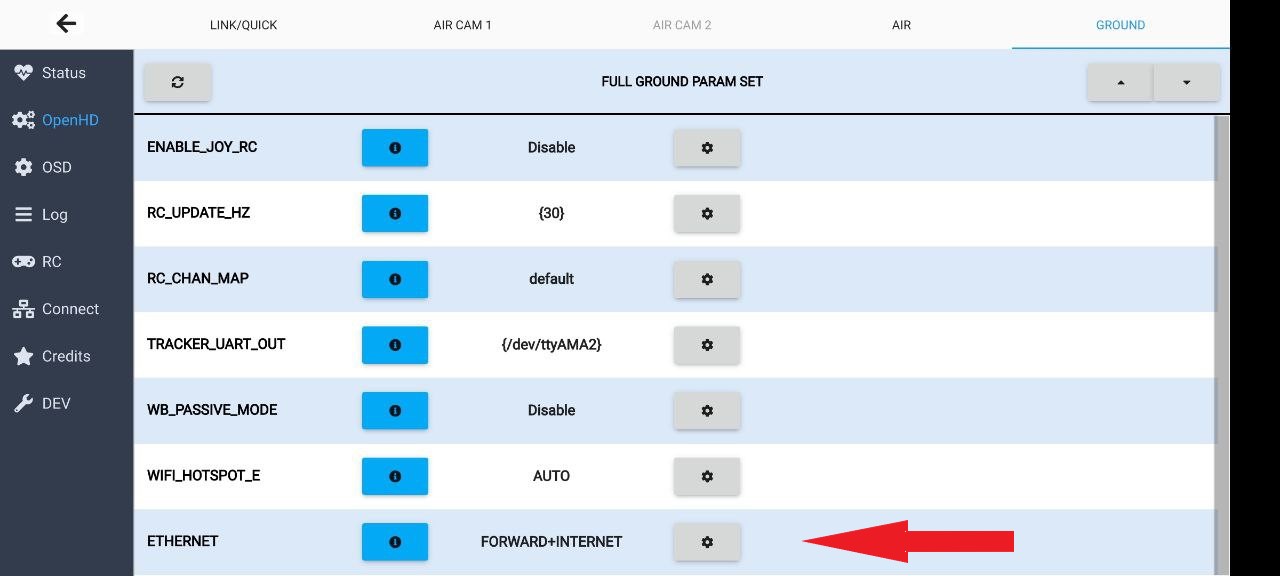 LINK/QUICK AIR CAM 1 AIR CAM 2 AIR GROUND
Status
OpenHD
OSD
Log
RC
Connect
Credits
DEV
FULL GROUND PARAM SET
ENABLE_JOY_RC Disable
RC_UPDATE_HZ {30}
RC_CHAN_MAP default
TRACKER_UART_OUT {/dev/ttyAMA2}
WB_PASSIVE_MODE Disable
WIFI_HOTSPOT_E AUTO
ETHERNET FORWARD+INTERNET